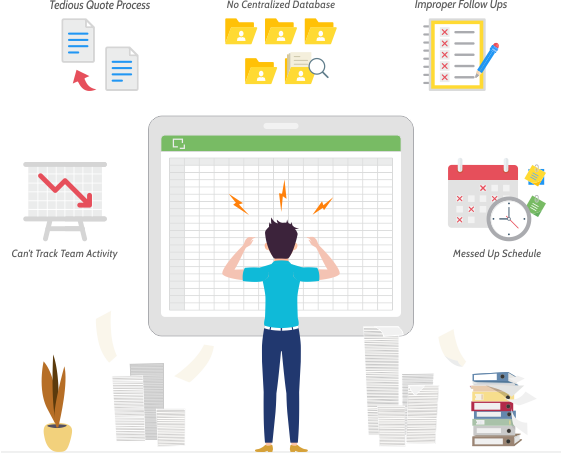 Tedious Quote Process
No Centralized Database
Improper Follow Ups
Can't Track Team Activity
Messed Up Schedule